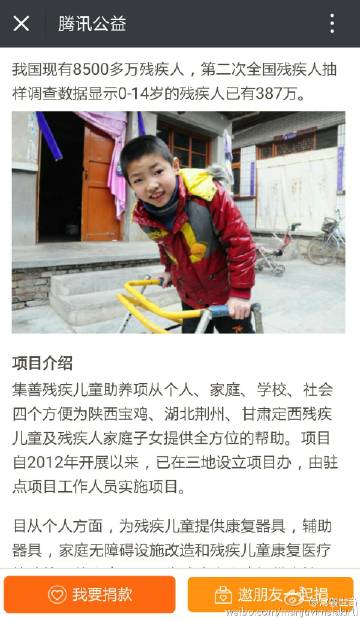 腾讯公益
我国现有8500多万残疾人，第二次全国残疾人抽
样调查数据显示0-14岁的残疾人已有387万。
项目介绍
集善残疾儿童助养项从个人、家庭、学校、社会
四个方便为陕西宝鸡、湖北荆州、甘肃定西残疾
儿童及残疾人家庭子女提供全方位的帮助。项目
自2012年开展以来，已在三地设立项目办，由驻
点项目工作人员实施项目。
目从个人方面，为残疾儿童提供康复器具，辅助
器具，家庭无障碍设施改造和残疾儿童康复医疗
我要捐款
邀朋友一起捐